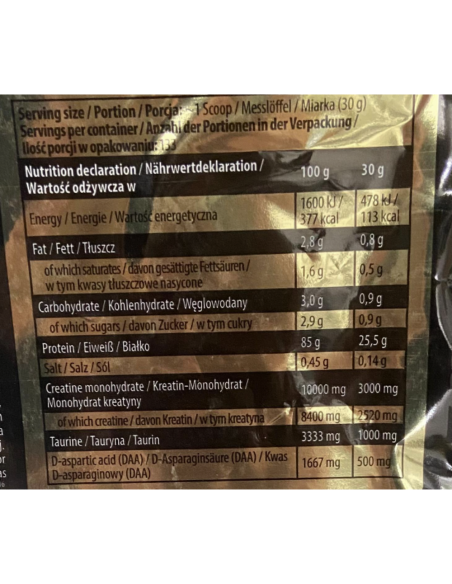 Serving size / Portion / Porcja: ~ 1 Scoop / Messlöffel / Miarka (30 g)
Servings per container / Anzahl der Portionen in der Verpackung /
Ilość porcji w opakowaniu: 133
Nutrition declaration / Nährwertdeklaration / 100 g 30 g
Wartość odżywcza w
Energy / Energie / Wartość energetyczna 1600 kJ / 478 kJ /
377 kcal 113 kcal
Fat / Fett / Tłuszcz 2,8 g 0,8 g
of which saturates / davon gesättigte Fettsäuren / 1,6 g 0,5 g
w tym kwasy tłuszczowe nasycone
Carbohydrate / Kohlenhydrate / Węglowodany 3,0 g 0,9 g
of which sugars / davon Zucker / w tym cukry 2,9 g 0,9 g
Protein / Eiweiß / Białko 85 g 25,5 g
Salt / Salz / Sól 0,45 g 0,14 g
Creatine monohydrate / Kreatin-Monohydrat / 10000 mg 3000 mg
Monohydrat kreatyny
of which creatine / davon Kreatin / w tym kreatyna 8400 mg 2520 mg
Taurine / Tauryna / Taurin 3333 mg 1000 mg
D-aspartic acid (DAA) / D-Asparaginsäure (DAA) / Kwas 1667 mg 500 mg
D-asparaginowy (DAA)